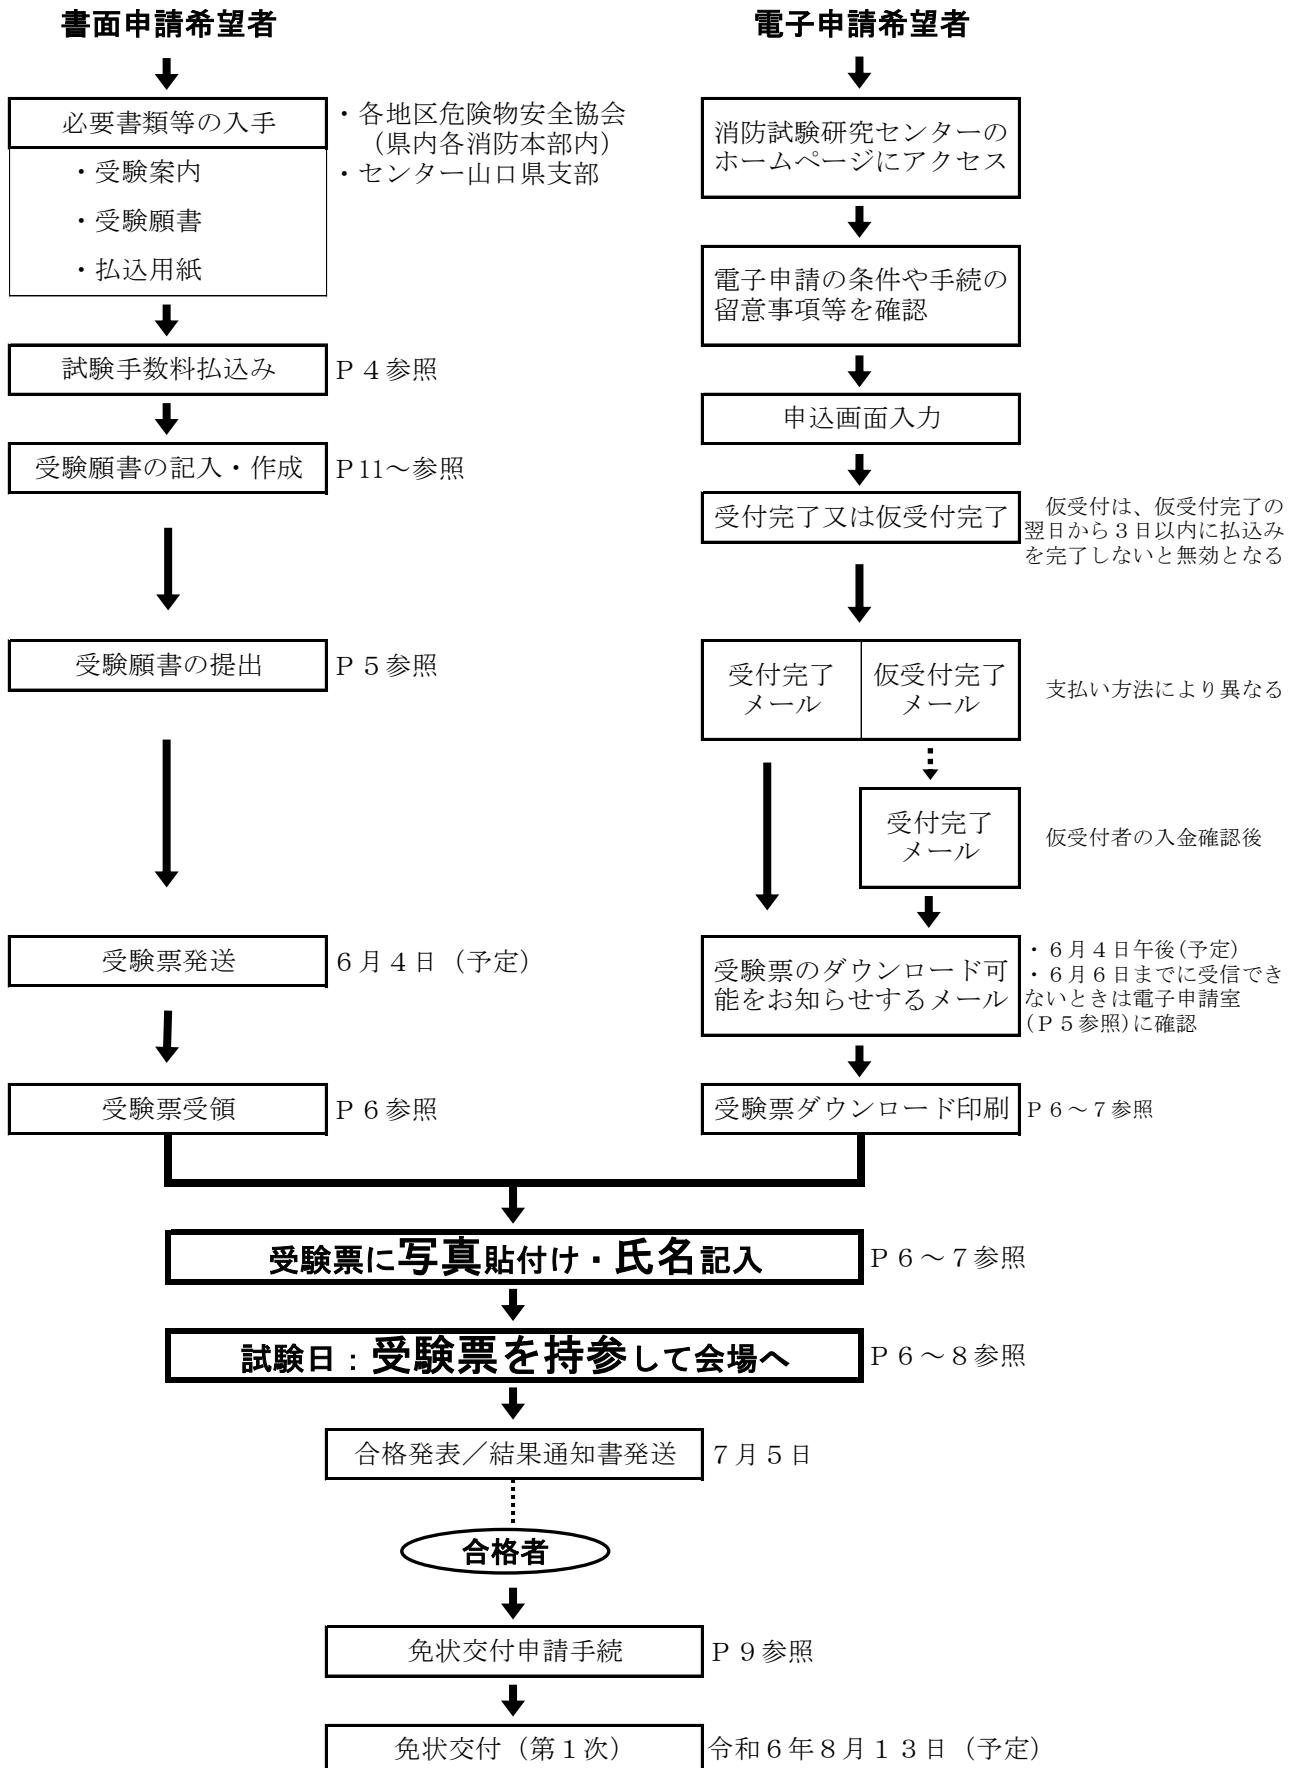 書面申請希望者
必要書類等の入手
・各地区危険物安全協会
（県内各消防本部内）
・センター山口県支部
・受験案内
・受験願書
・払込用紙
試験手数料払込み
Ｐ４参照
受験願書の記入・作成
Ｐ11～参照
受験願書の提出
Ｐ５参照
受験票発送
６月４日（予定）
受験票受領
Ｐ６参照
電子申請希望者
消防試験研究センターの
ホームページにアクセス
電子申請の条件や手続の
留意事項等を確認
申込画面入力
受付完了又は仮受付完了
仮受付は、仮受付完了の
翌日から３日以内に払込み
を完了しないと無効となる
受付完了
メール
仮受付完了
メール
支払い方法により異なる
受付完了
メール
仮受付者の入金確認後
受験票のダウンロード可
能をお知らせするメール
・６月４日午後(予定)
・６月６日までに受信でき
ないときは電子申請室
(Ｐ５参照)に確認
受験票ダウンロード印刷
Ｐ６～７参照
受験票に写真貼付け・氏名記入
Ｐ６～７参照
試験日：受験票を持参して会場へ
Ｐ６～８参照
合格発表／結果通知書発送
７月５日
合格者
免状交付申請手続
Ｐ９参照
免状交付（第１次）
令和６年８月１３日（予定）